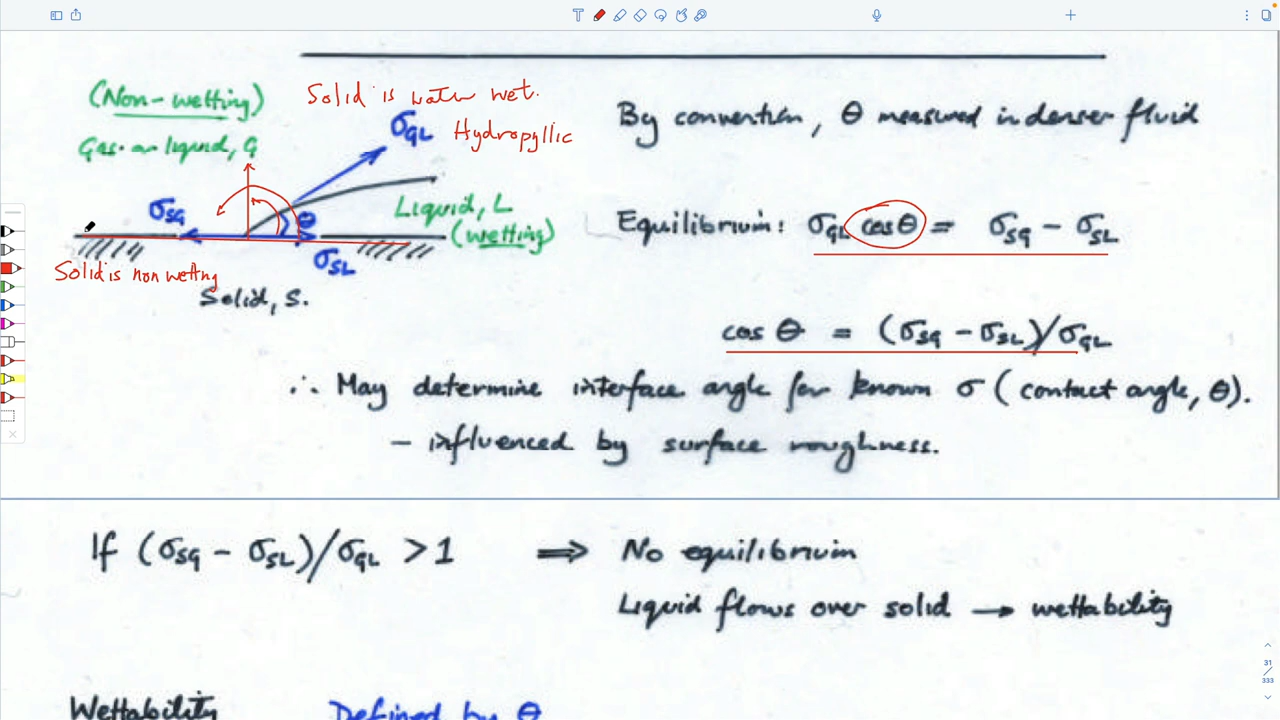 (Non-wetting)
Gas or liquid, G
Solid is water wet.
σGL Hydropyllic
σSG
θ
Liquid, L
(wetting)
σSL
Solid is non wetting
Solid, S.
By convention, θ measured in denser fluid
Equilibrium: σGL cosθ = σSG - σSL
cos θ = (σSG - σSL)/σGL
∴ May determine interface angle for known σ (contact angle, θ).
- influenced by surface roughness.
If (σSG - σSL)/σGL > 1 ⇒ No equilibrium
Liquid flows over solid → wettability
Wettability Defined by θ
31
/
333